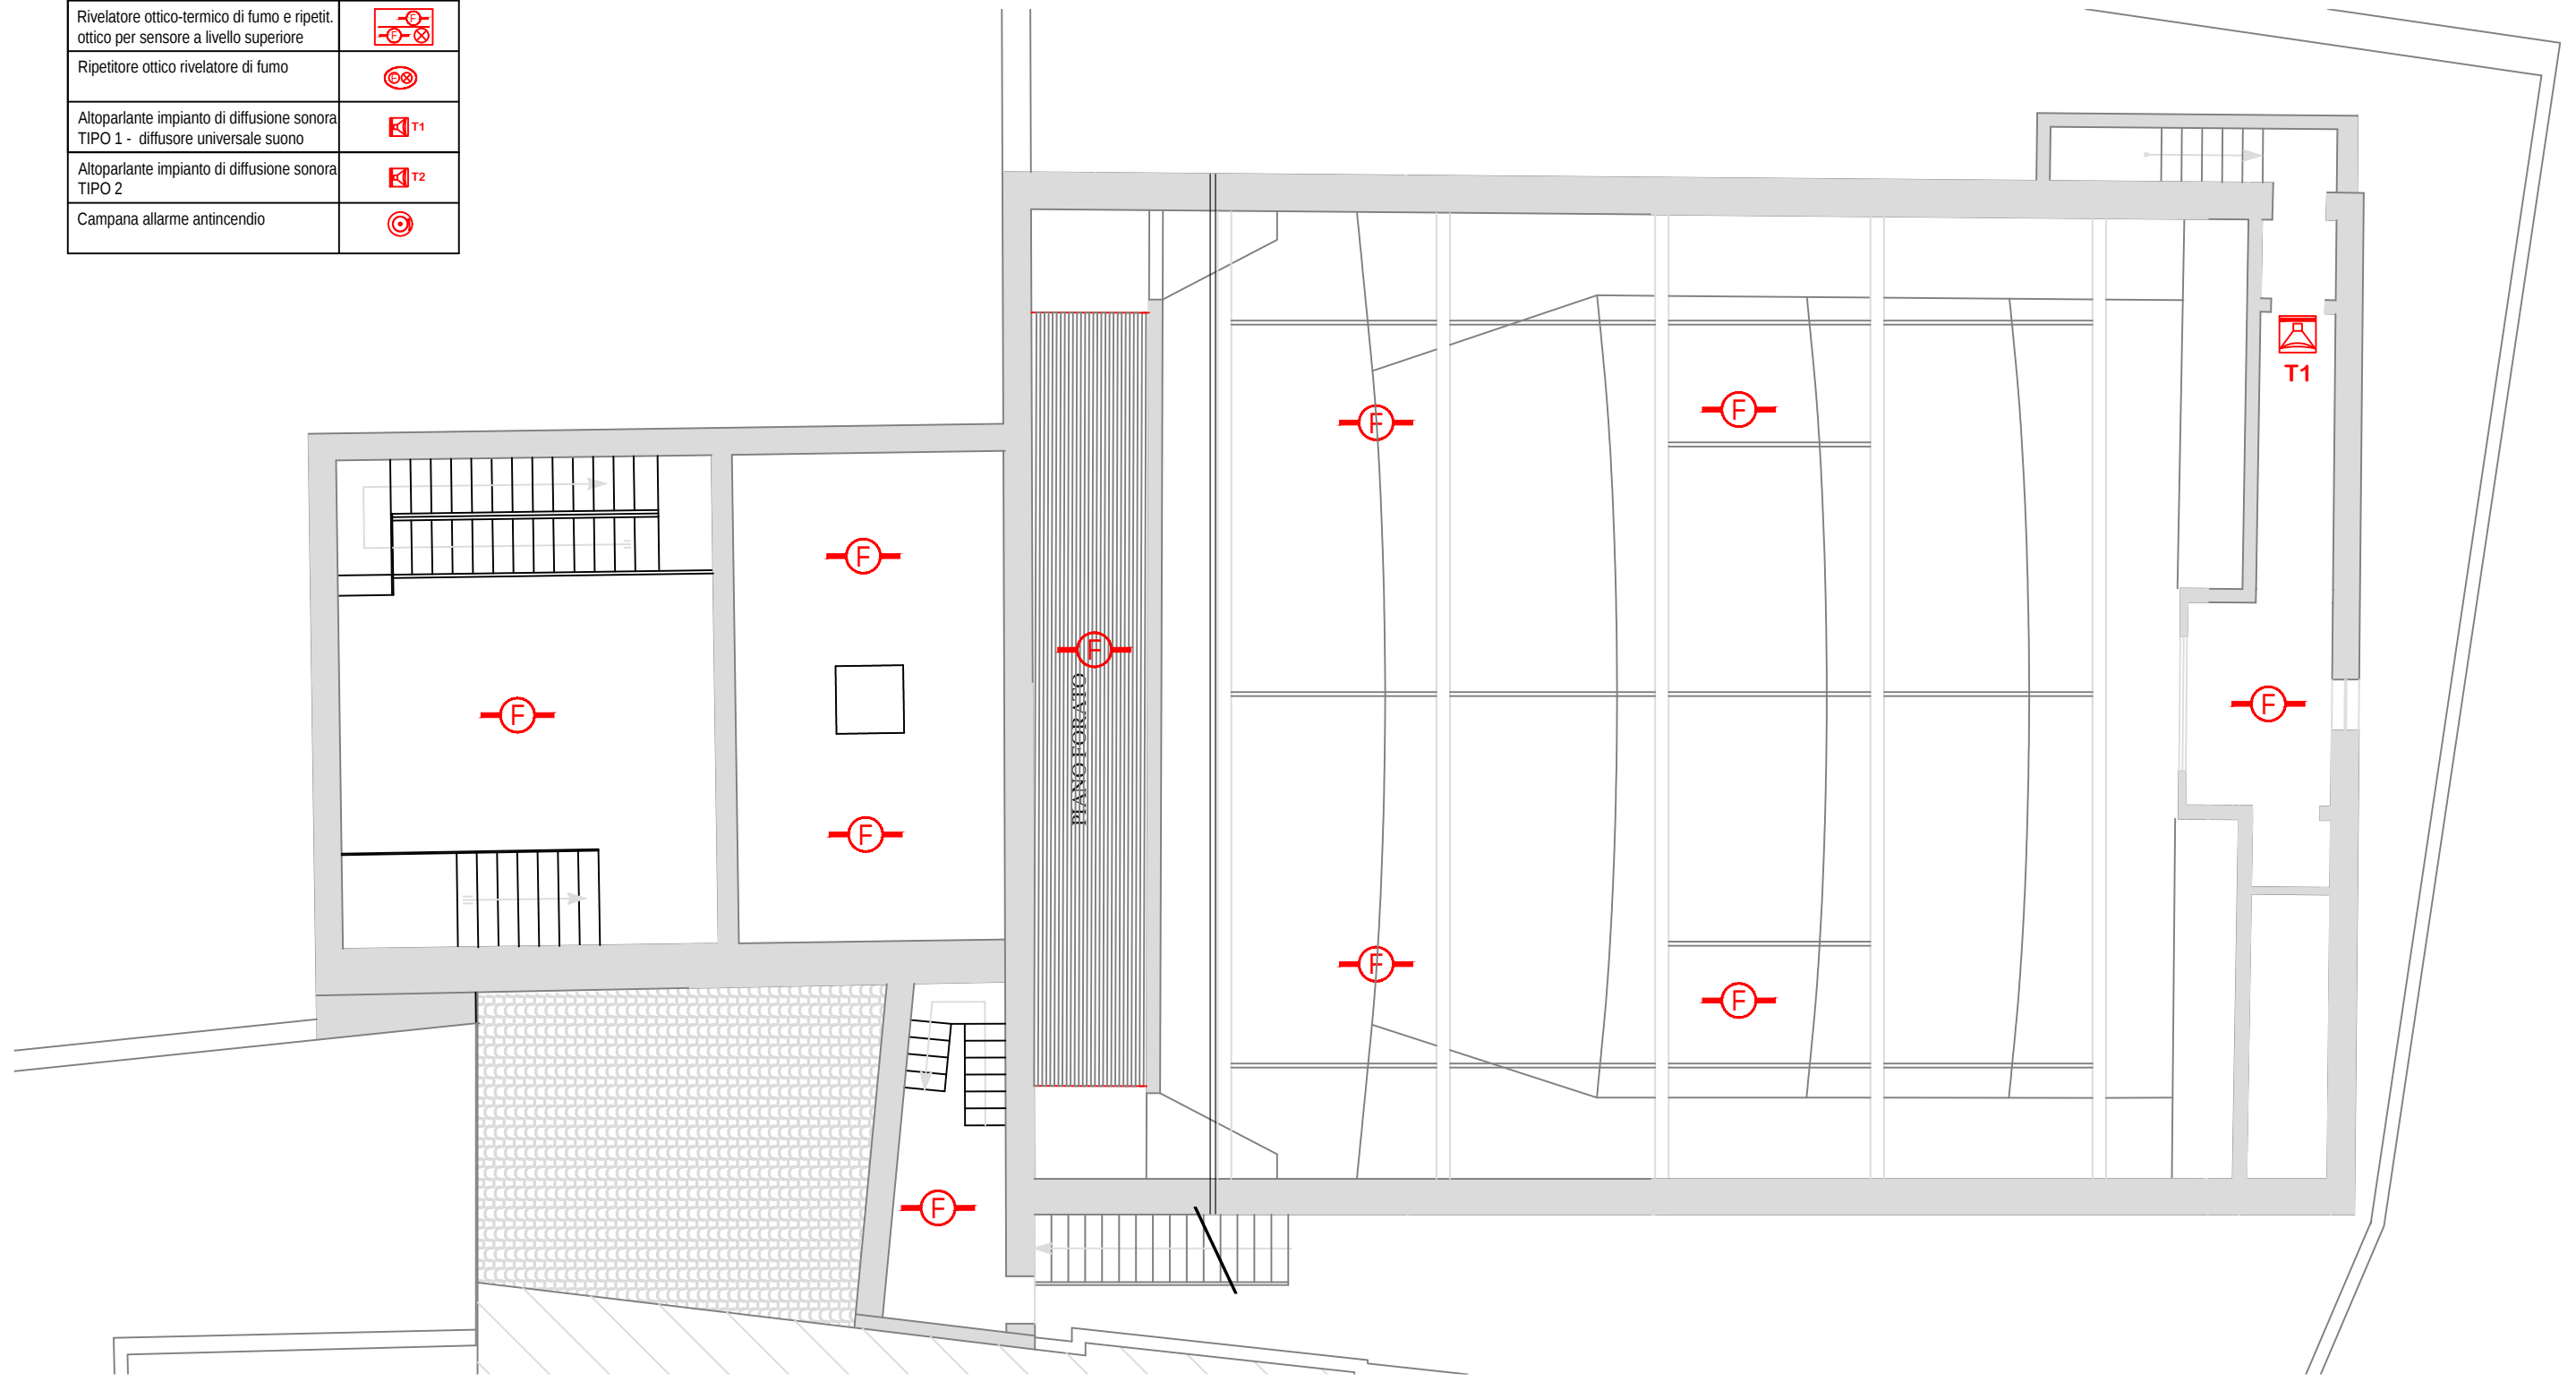 Rivelatore ottico-termico di fumo e ripetit.
ottico per sensore a livello superiore
F
F
Ripetitore ottico rivelatore di fumo
F
Altoparlante impianto di diffusione sonora
TIPO 1 - diffusore universale suono
T1
Altoparlante impianto di diffusione sonora
TIPO 2
T2
Campana allarme antincendio
T1
F
F
F
F
PIANO FORATO
F
F
F
F
F
F
F